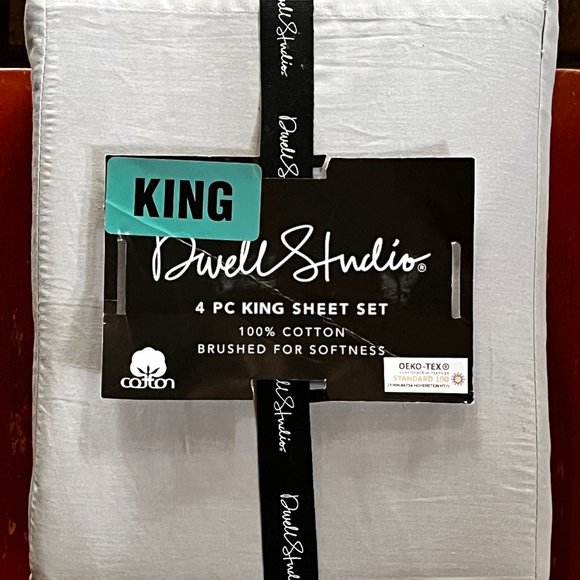 DwellStudio
DwellStudio
KING
DwellStudio®
4 PC KING SHEET SET
100% COTTON
BRUSHED FOR SOFTNESS
cotton
OEKO-TEX®
STANDARD 100
DwellStudio
DwellStudio